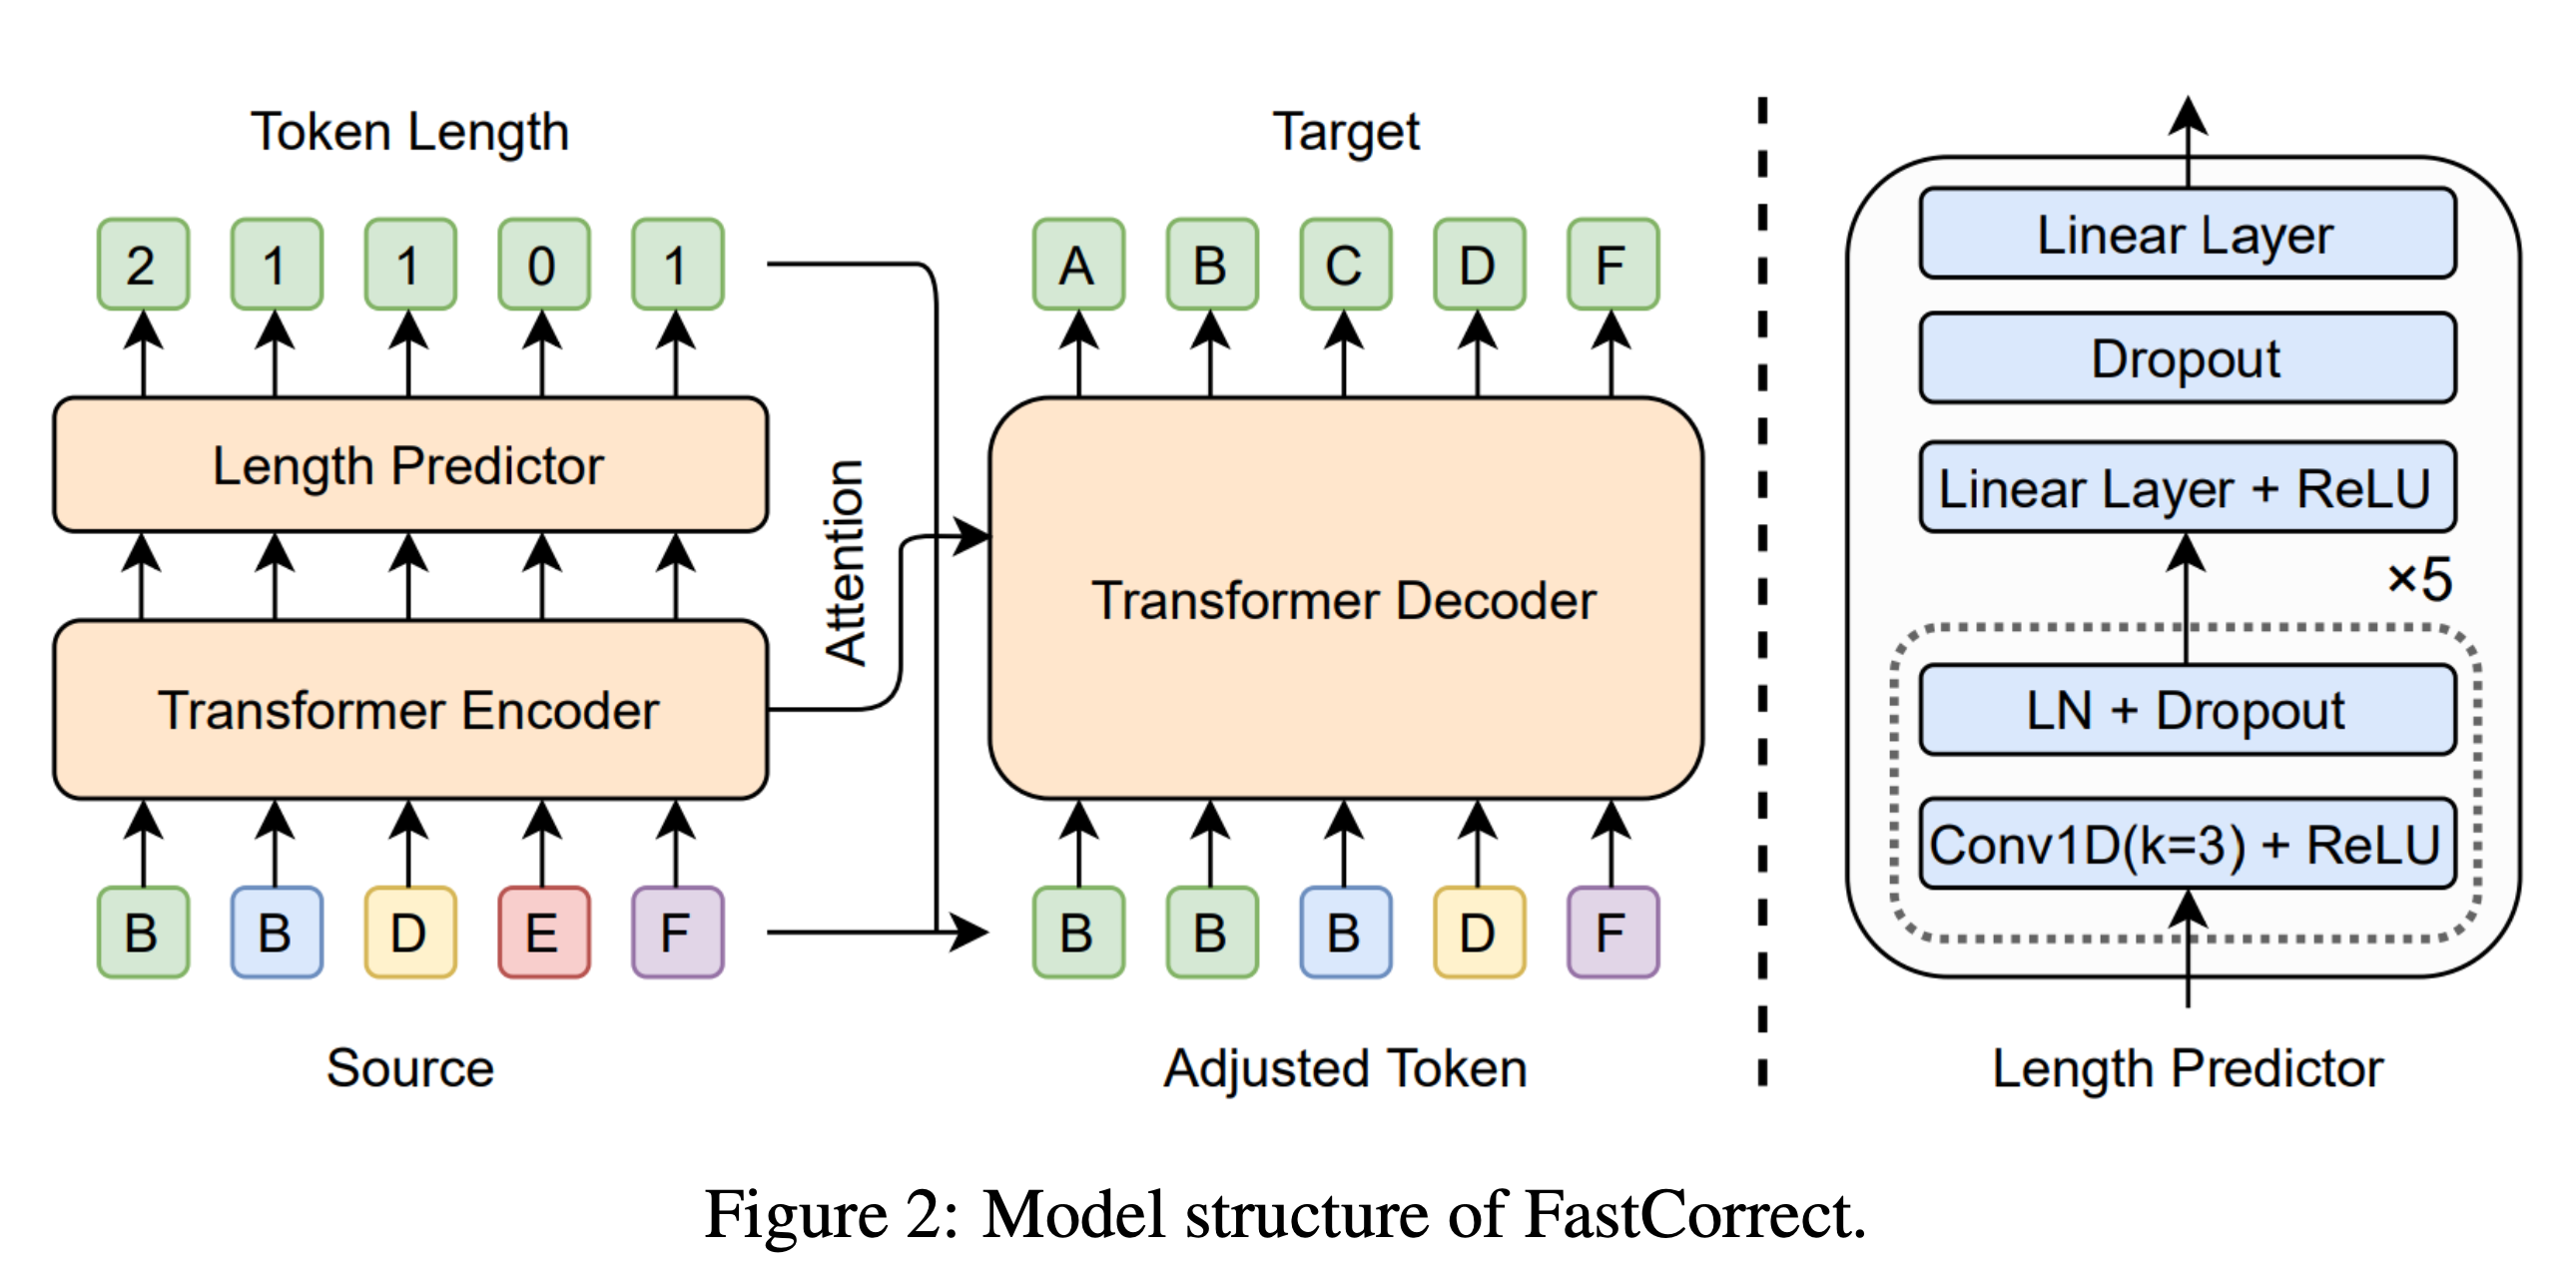 Token Length
2 1 1 0 1
Length Predictor
Transformer Encoder
B B D E F
Source
Attention
Target
A B C D F
Transformer Decoder
B B B D F
Adjusted Token
Linear Layer
Dropout
Linear Layer + ReLU
×5
LN + Dropout
Conv1D(k=3) + ReLU
Length Predictor
Figure 2: Model structure of FastCorrect.